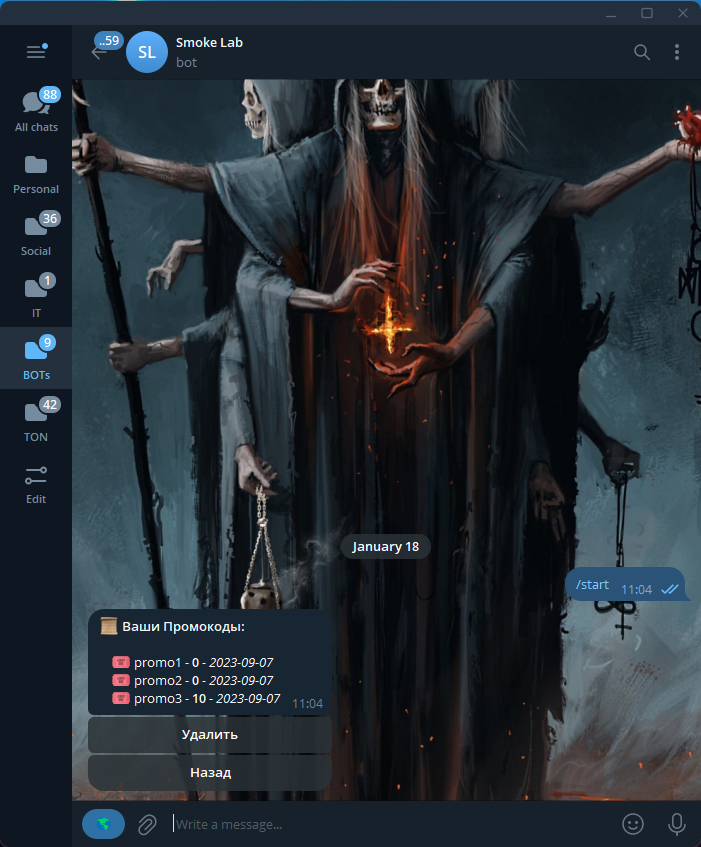 ..59
SL
Smoke Lab
bot
88
All chats
Personal
36
Social
1
IT
9
BOTs
42
TON
Edit
January 18
/start 11:04
Ваши Промокоды:
promo1 - 0 - 2023-09-07
promo2 - 0 - 2023-09-07
promo3 - 10 - 2023-09-07
11:04
Удалить
Назад
Write a message...